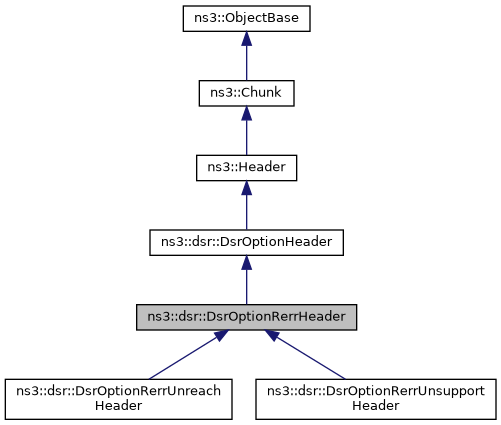 ns3::ObjectBase
ns3::Chunk
ns3::Header
ns3::dsr::DsrOptionHeader
ns3::dsr::DsrOptionRerrHeader
ns3::dsr::DsrOptionRerrUnreach
Header
ns3::dsr::DsrOptionRerrUnsupport
Header